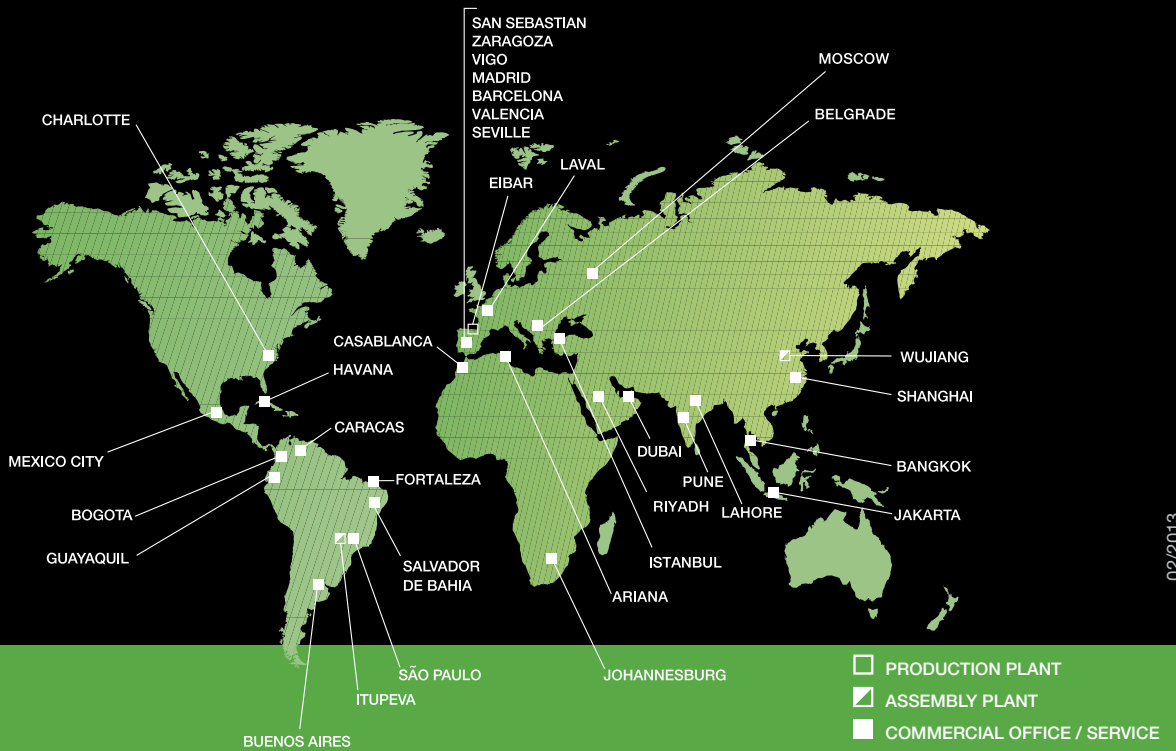 SAN SEBASTIAN
ZARAGOZA
VIGO
MADRID
BARCELONA
VALENCIA
SEVILLE
MOSCOW
BELGRADE
CHARLOTTE
LAVAL
EIBAR
CASABLANCA
HAVANA
WUJIANG
SHANGHAI
CARACAS
MEXICO CITY
DUBAI
BANGKOK
FORTALEZA
PUNE
RIYADH
LAHORE
JAKARTA
BOGOTA
GUAYAQUIL
SALVADOR
DE BAHIA
ISTANBUL
ARIANA
02/2013
SÃO PAULO
JOHANNESBURG
ITUPEVA
BUENOS AIRES
PRODUCTION PLANT
ASSEMBLY PLANT
COMMERCIAL OFFICE / SERVICE